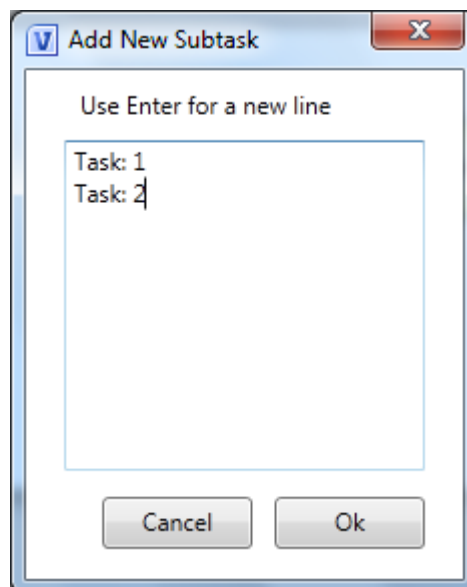 V Add New Subtask X
Use Enter for a new line
Task: 1
Task: 2
Cancel Ok